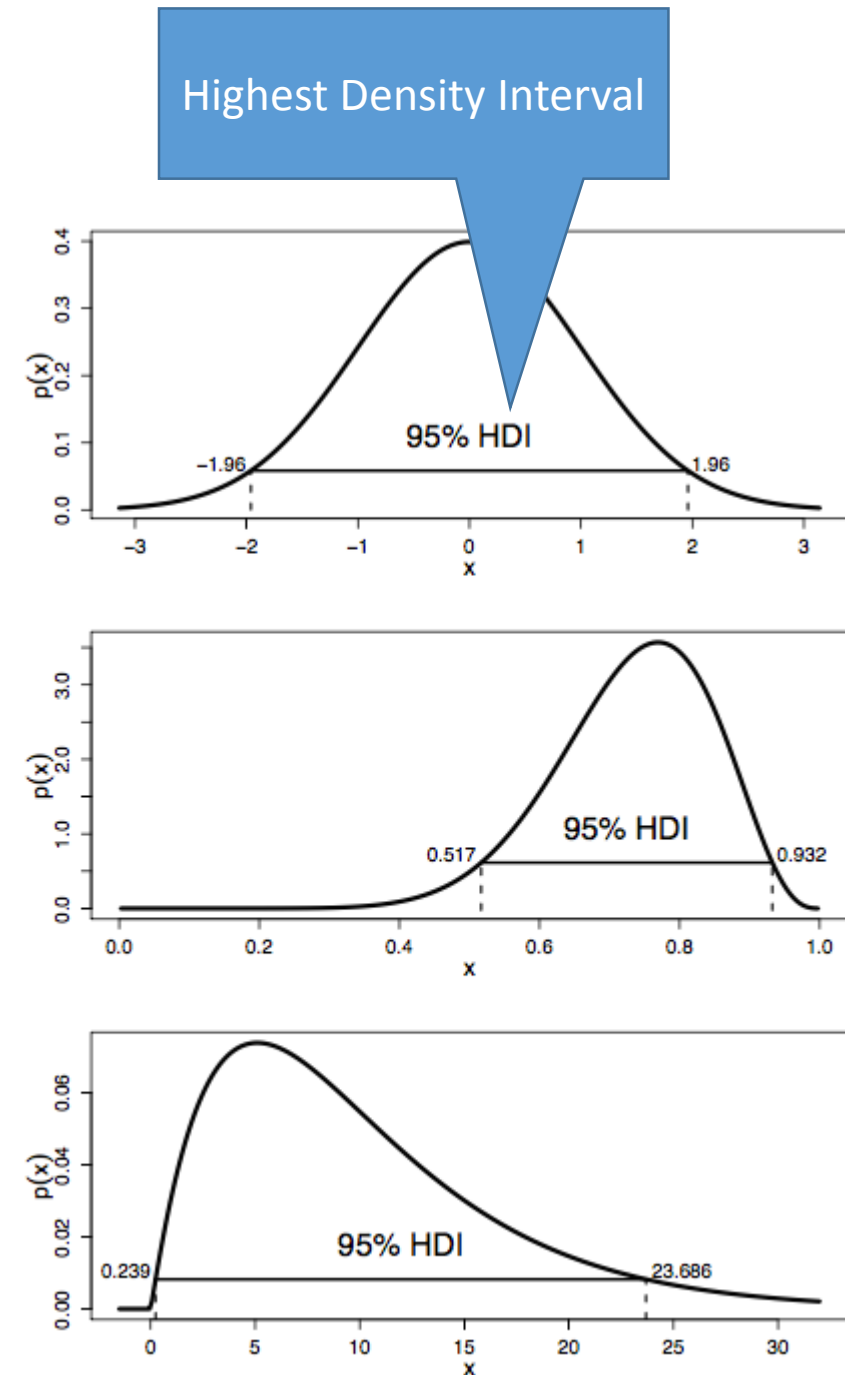 Highest Density Interval
0.4
0.3
0.2
0.1
0.0
p(x)
95% HDI
−1.96
1.96
−3 −2 −1 0 1 2 3
x
3.0
2.0
1.0
0.0
p(x)
95% HDI
0.517
0.932
0.0 0.2 0.4 0.6 0.8 1.0
x
0.06
0.04
0.02
0.00
p(x)
95% HDI
0.239
23.686
0 5 10 15 20 25 30
x